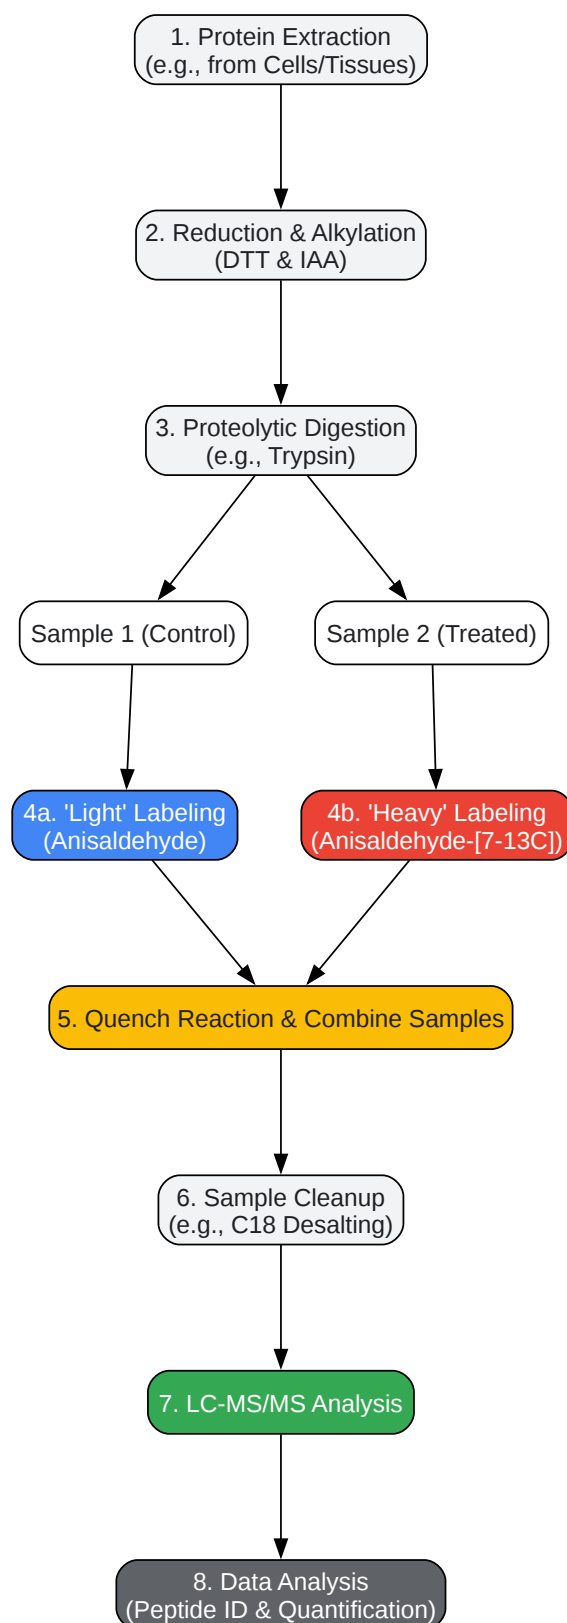 1. Protein Extraction
(e.g., from Cells/Tissues)
2. Reduction & Alkylation
(DTT & IAA)
3. Proteolytic Digestion
(e.g., Trypsin)
Sample 1 (Control)
Sample 2 (Treated)
4a. 'Light' Labeling
(Anisaldehyde)
4b. 'Heavy' Labeling
(Anisaldehyde-[7-13C])
5. Quench Reaction & Combine Samples
6. Sample Cleanup
(e.g., C18 Desalting)
7. LC-MS/MS Analysis
8. Data Analysis
(Peptide ID & Quantification)